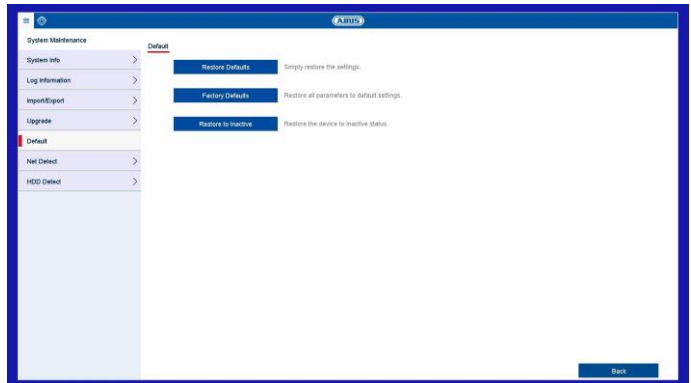 ABUS
System Maintenance
System Info
Log Information
Import/Export
Upgrade
Default
Net Detect
HDD Detect
Default
Restore Defaults Simply restore the settings.
Factory Defaults Restore all parameters to default settings.
Restore to Inactive Restore the device to inactive status.
Back